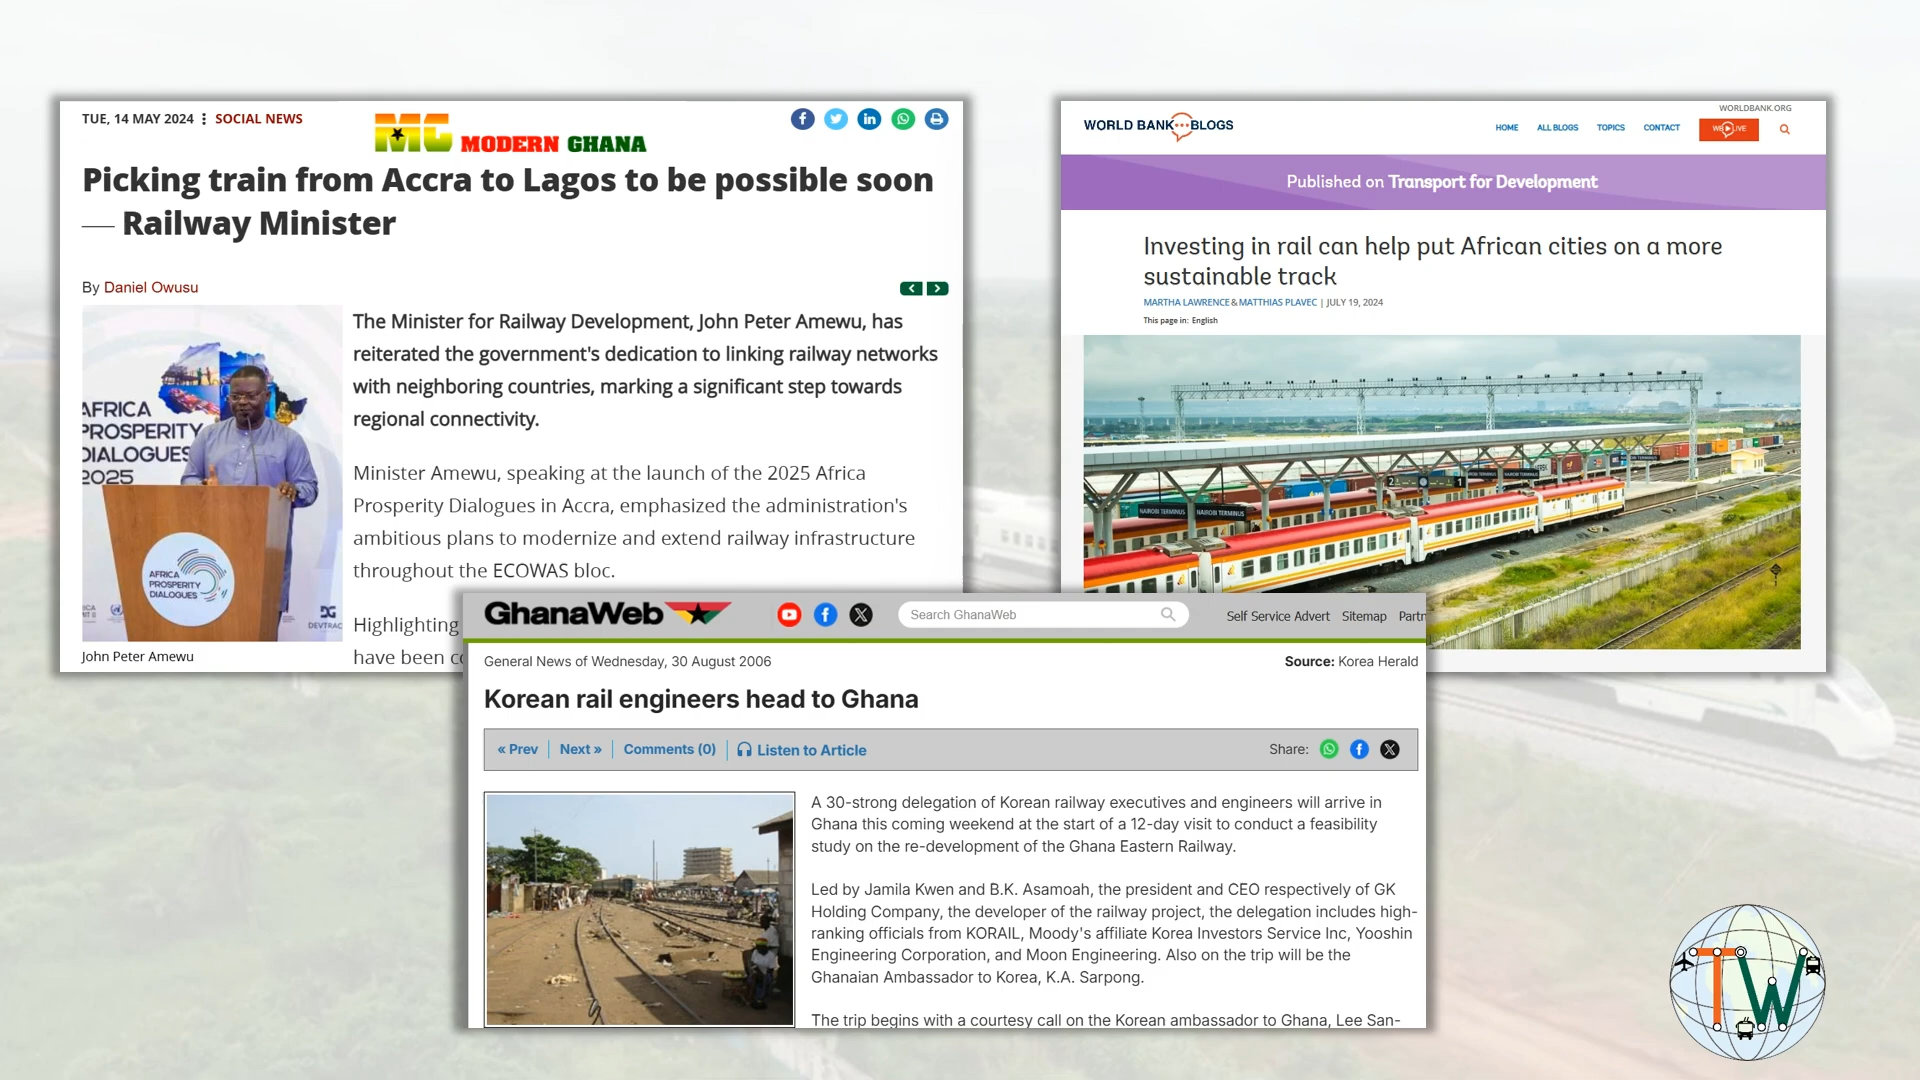 TUE, 14 MAY 2024 ⋮ SOCIAL NEWS
MG MODERN GHANA
Picking train from Accra to Lagos to be possible soon
— Railway Minister
By Daniel Owusu
AFRICA
PROSPERITY
DIALOGUES
2025
AFRICA
PROSPERITY
DIALOGUES
DEVTRAC
John Peter Amewu
The Minister for Railway Development, John Peter Amewu, has
reiterated the government's dedication to linking railway networks
with neighboring countries, marking a significant step towards
regional connectivity.
Minister Amewu, speaking at the launch of the 2025 Africa
Prosperity Dialogues in Accra, emphasized the administration's
ambitious plans to modernize and extend railway infrastructure
throughout the ECOWAS bloc.
Highlighting
have been c
WORLDBANK.ORG
WORLD BANK BLOGS
HOME ALL BLOGS TOPICS CONTACT WB LIVE
Published on Transport for Development
Investing in rail can help put African cities on a more
sustainable track
MARTHA LAWRENCE & MATTHIAS PLAVEC | JULY 19, 2024
This page in: English
2 1
NAIROBI TERMINUS NAIROBI TERMINUS
GhanaWeb
Search GhanaWeb
Self Service Advert Sitemap Partn
General News of Wednesday, 30 August 2006
Source: Korea Herald
Korean rail engineers head to Ghana
« Prev | Next » | Comments (0) | Listen to Article
Share:
A 30-strong delegation of Korean railway executives and engineers will arrive in
Ghana this coming weekend at the start of a 12-day visit to conduct a feasibility
study on the re-development of the Ghana Eastern Railway.
Led by Jamila Kwen and B.K. Asamoah, the president and CEO respectively of GK
Holding Company, the developer of the railway project, the delegation includes high-
ranking officials from KORAIL, Moody's affiliate Korea Investors Service Inc, Yooshin
Engineering Corporation, and Moon Engineering. Also on the trip will be the
Ghanaian Ambassador to Korea, K.A. Sarpong.
The trip begins with a courtesy call on the Korean ambassador to Ghana, Lee San-
TW